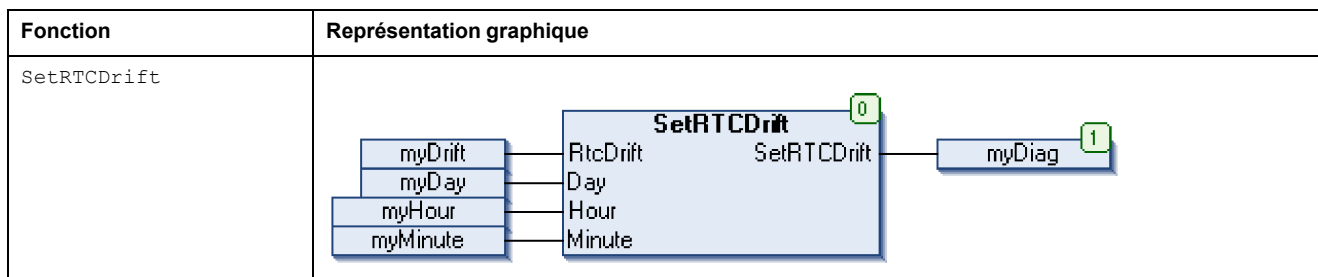 Fonction Représentation graphique
SetRTCDrift
0
SetRTCDrift
myDrift RtcDrift SetRTCDrift myDiag 1
myDay Day
myHour Hour
myMinute Minute